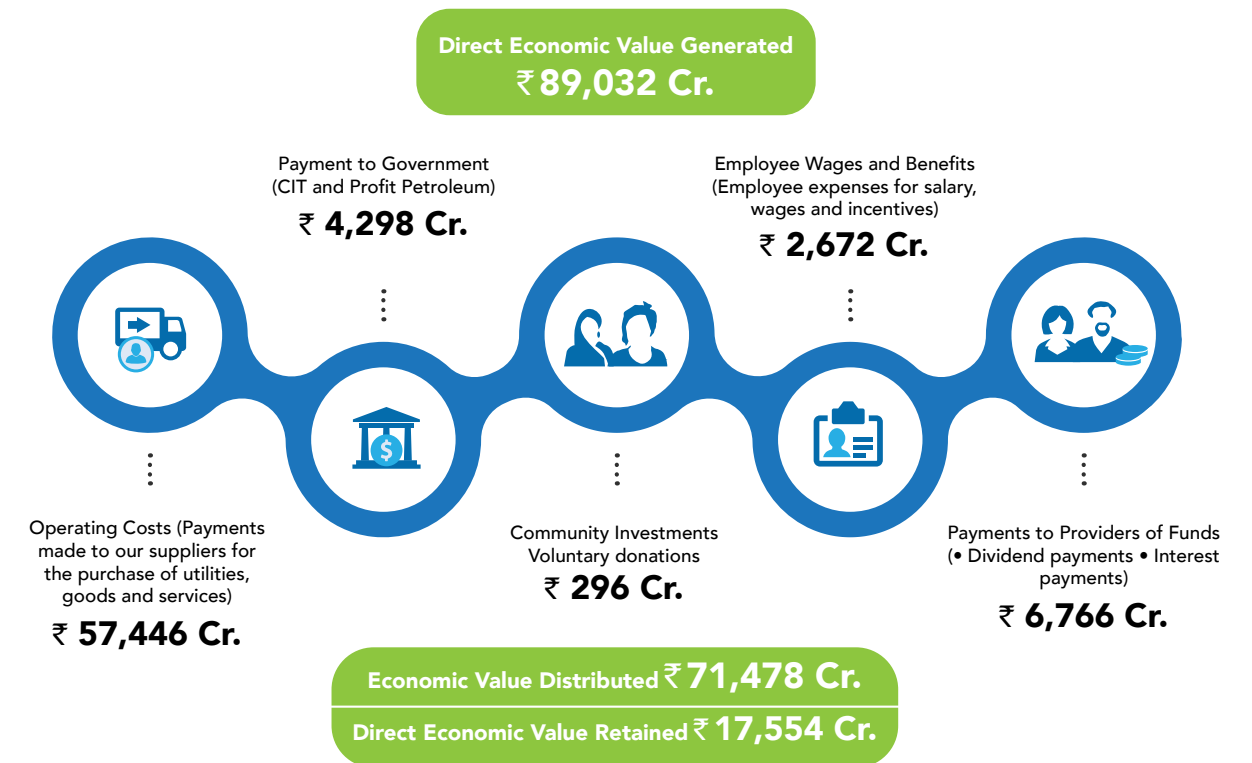 Direct Economic Value Generated
₹ 89,032 Cr.
Payment to Government
(CIT and Profit Petroleum)
₹ 4,298 Cr.
Employee Wages and Benefits
(Employee expenses for salary,
wages and incentives)
₹ 2,672 Cr.
$
Operating Costs (Payments
made to our suppliers for
the purchase of utilities,
goods and services)
₹ 57,446 Cr.
Community Investments
Voluntary donations
₹ 296 Cr.
Payments to Providers of Funds
(• Dividend payments • Interest
payments)
₹ 6,766 Cr.
Economic Value Distributed ₹ 71,478 Cr.
Direct Economic Value Retained ₹ 17,554 Cr.